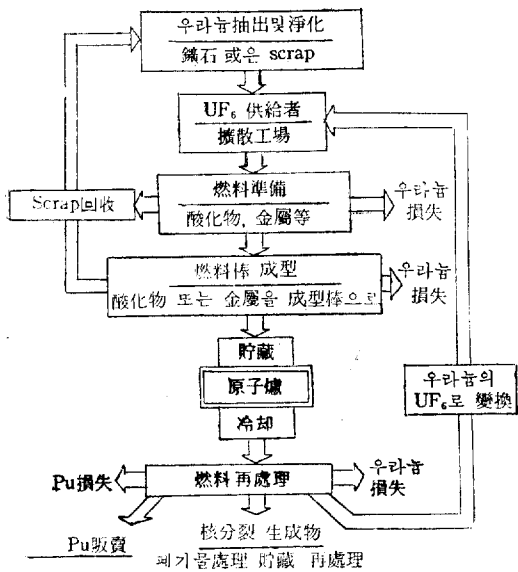 우라늄抽出및淨化
鑛石 或은 scrap
UF₆ 供給者
擴散工場
燃料準備
酸化物, 金屬等
Scrap回收
우라늄
損失
燃料棒 成型
酸化物 또는 金屬을 成型棒으로
우라늄
損失
貯蔵
原子爐
冷却
우라늄의
UF₆로 變換
燃料 再處理
Pu損失
우라늄
損失
Pu販賣
核分裂 生成物
폐기물處理 貯蔵 再處理